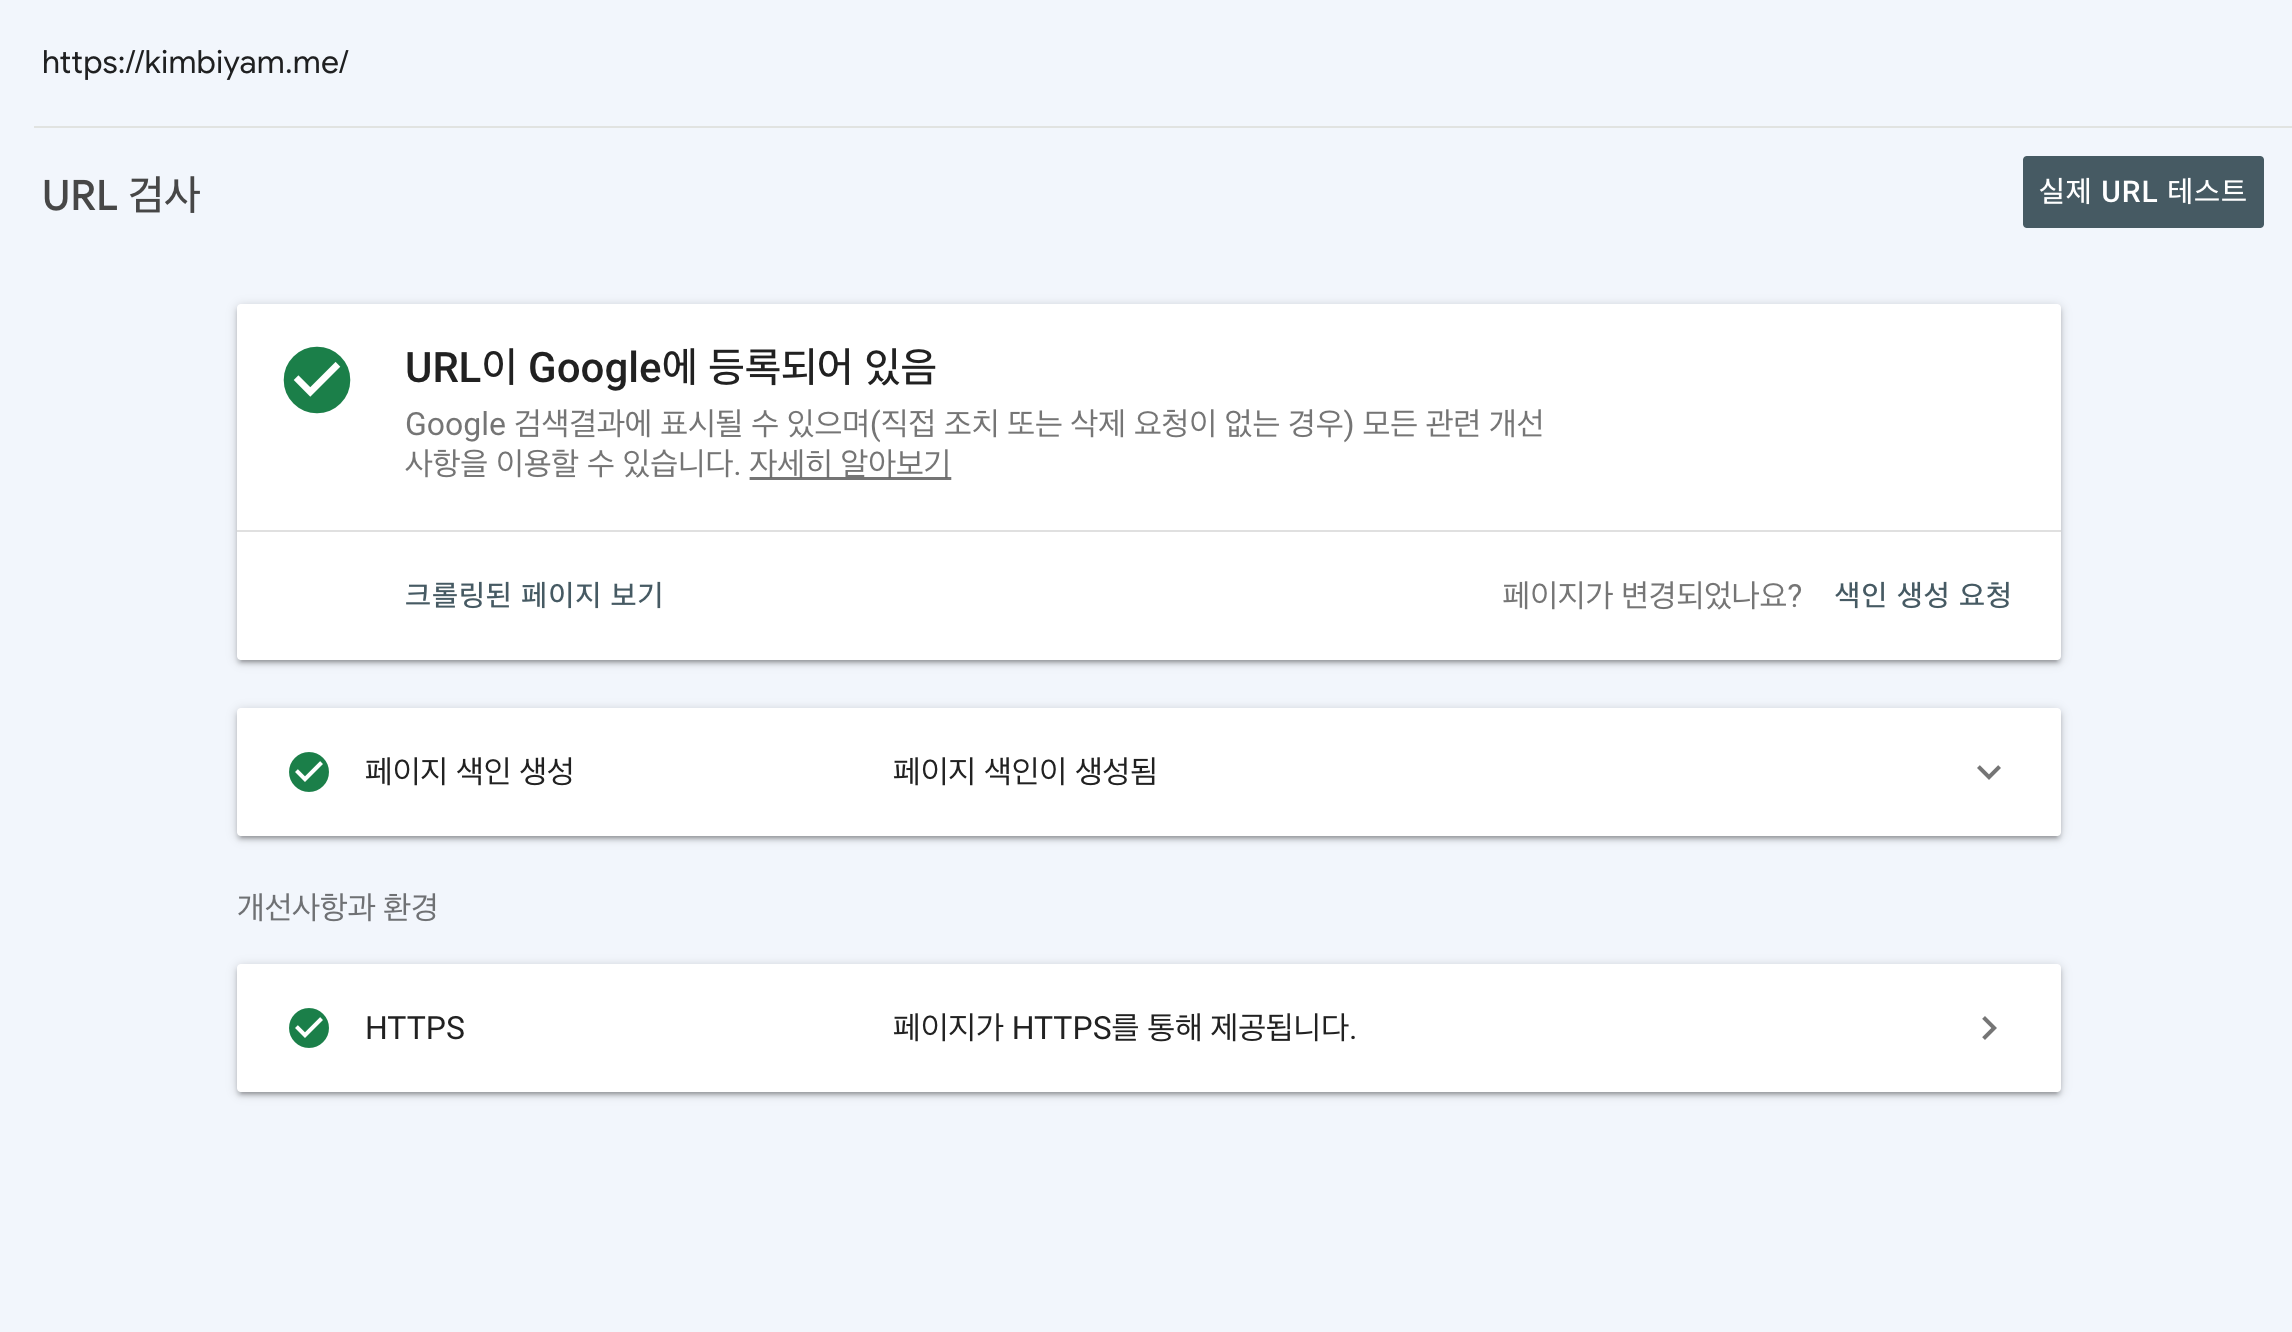 https://kimbiyam.me/
URL 검사
실제 URL 테스트
URL이 Google에 등록되어 있음
Google 검색결과에 표시될 수 있으며(직접 조치 또는 삭제 요청이 없는 경우) 모든 관련 개선
사항을 이용할 수 있습니다. 자세히 알아보기
크롤링된 페이지 보기
페이지가 변경되었나요? 색인 생성 요청
페이지 색인 생성 페이지 색인이 생성됨
개선사항과 환경
HTTPS 페이지가 HTTPS를 통해 제공됩니다.